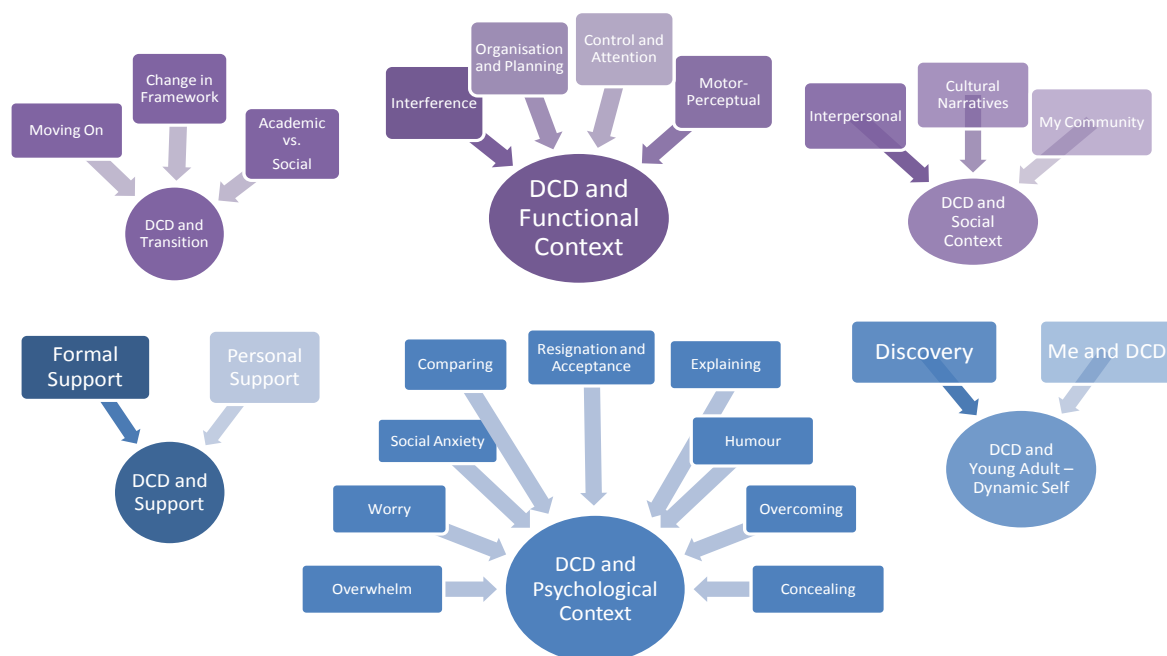 Moving On
Change in
Framework
Academic
vs.
Social
DCD and
Transition
Interference
Organisation
and Planning
Control and
Attention
Motor-
Perceptual
DCD and
Functional
Context
Interpersonal
Cultural
Narratives
My Community
DCD and
Social
Context
Formal
Support
Personal
Support
DCD and
Support
Comparing
Resignation and
Acceptance
Explaining
Social Anxiety
Humour
Worry
Overcoming
Overwhelm
Concealing
DCD and
Psychological
Context
Discovery
Me and DCD
DCD and
Young Adult –
Dynamic Self